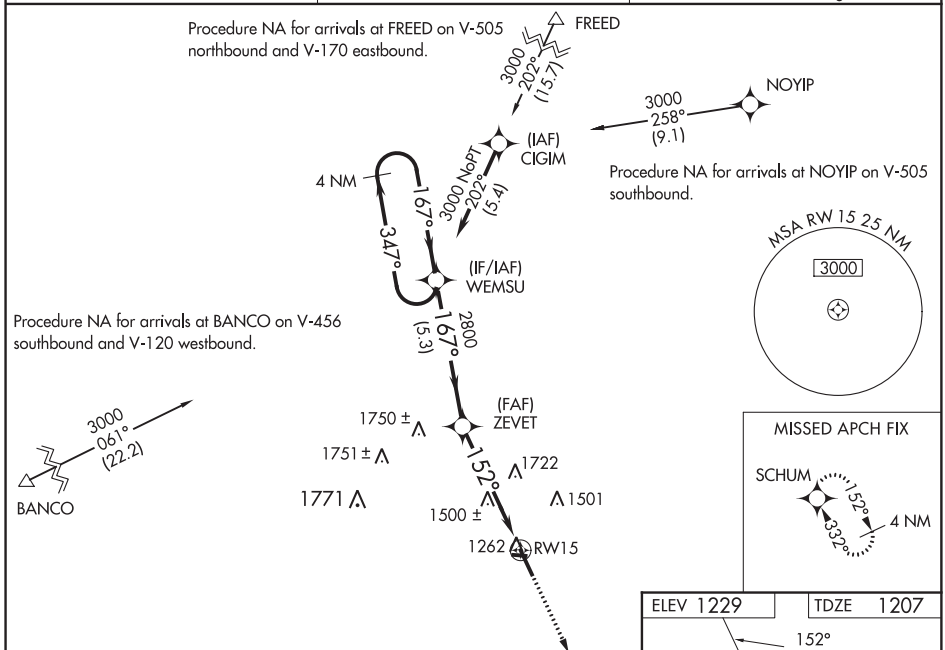 Procedure NA for arrivals at FREED on V-505
northbound and V-170 eastbound.
FREED
3000
202°
(15.7)
NOYIP
3000
258°
(9.1)
(IAF)
CIGIM
Procedure NA for arrivals at NOYIP on V-505
southbound.
3000 NoPT
202°
(5.4)
4 NM
167°
347°
MSA RW 15 25 NM
3000
(IF/IAF)
WEMSU
Procedure NA for arrivals at BANCO on V-456
southbound and V-120 westbound.
2800
167°
(5.3)
3000
061°
(22.2)
BANCO
(FAF)
ZEVET
1750 ±
1751 ±
1771
152°
1722
1500 ±
1501
1262
RW15
MISSED APCH FIX
SCHUM
152°
332°
4 NM
ELEV 1229
TDZE 1207
152°